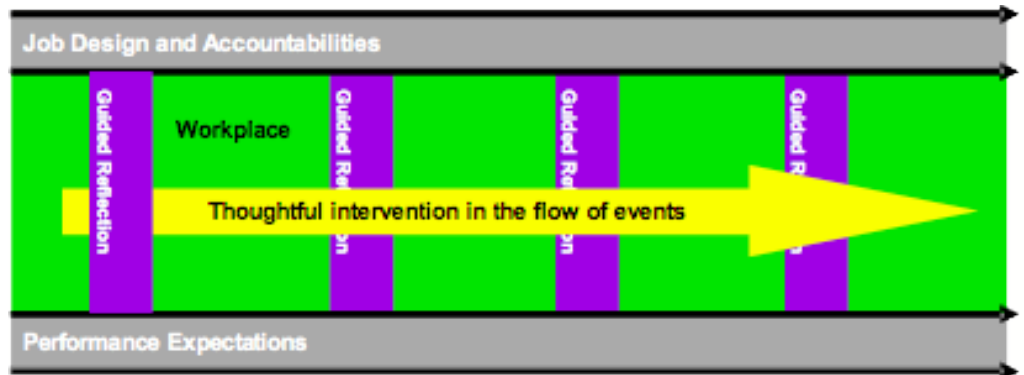 Job Design and Accountabilities
Guided Reflection
Workplace
Guided
Guided
Guided
Thoughtful intervention in the flow of events
Performance Expectations